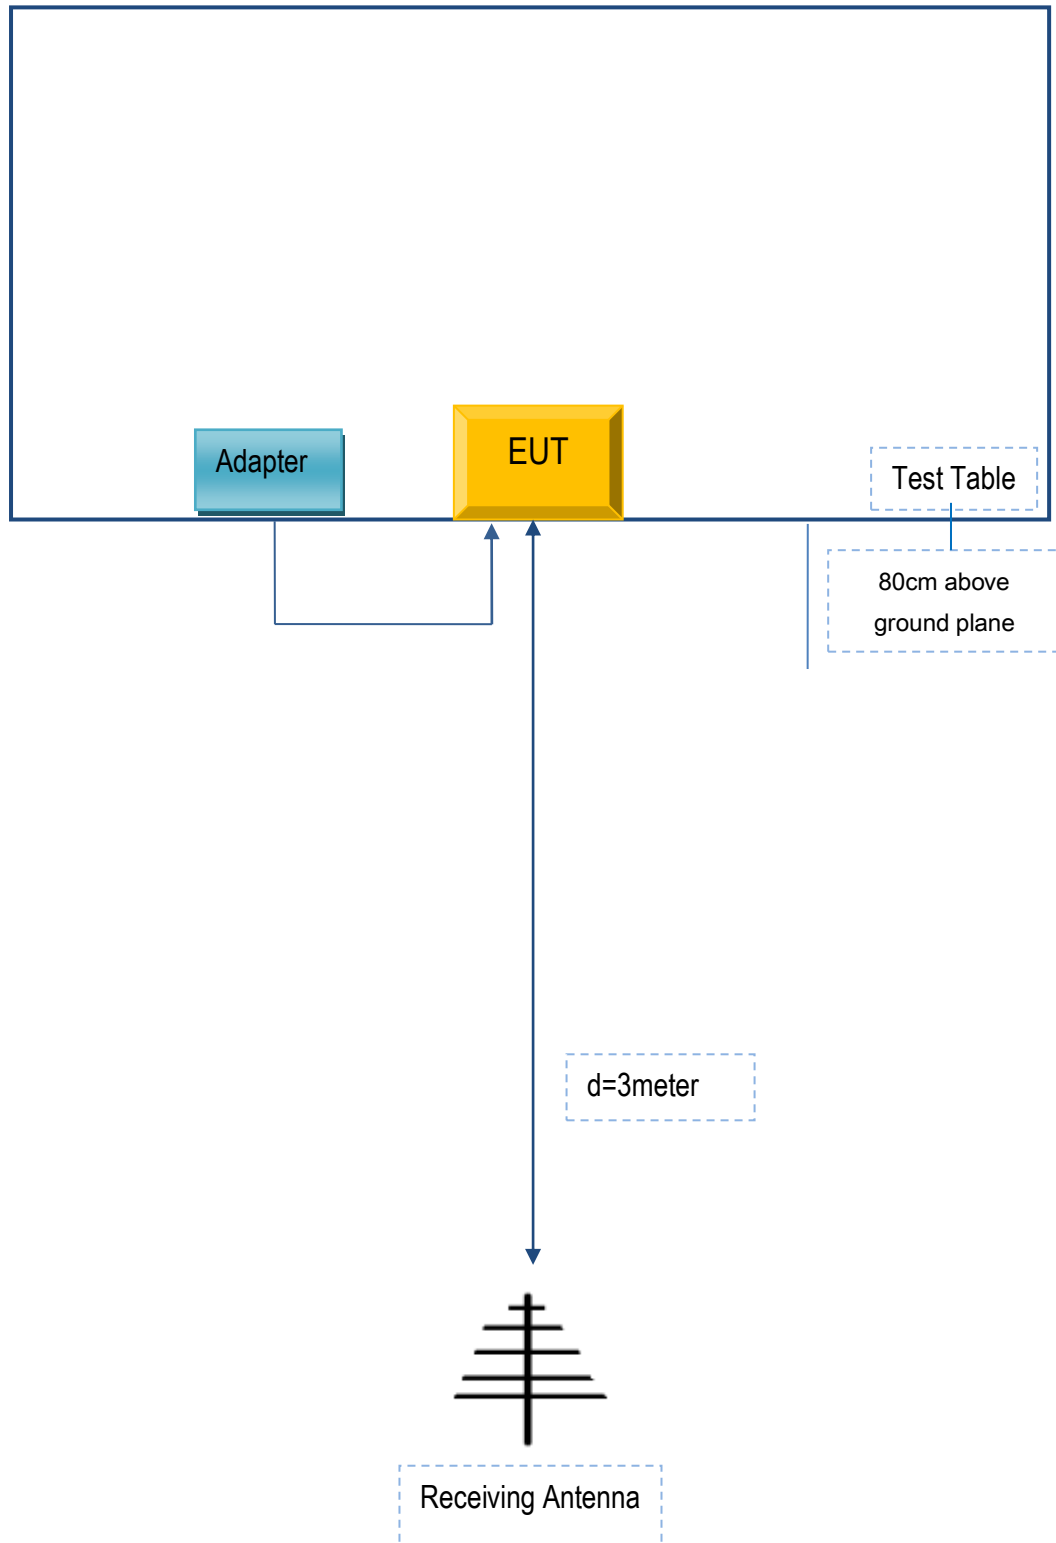 Adapter
EUT
Test Table
80cm above
ground plane
d=3meter
Receiving Antenna